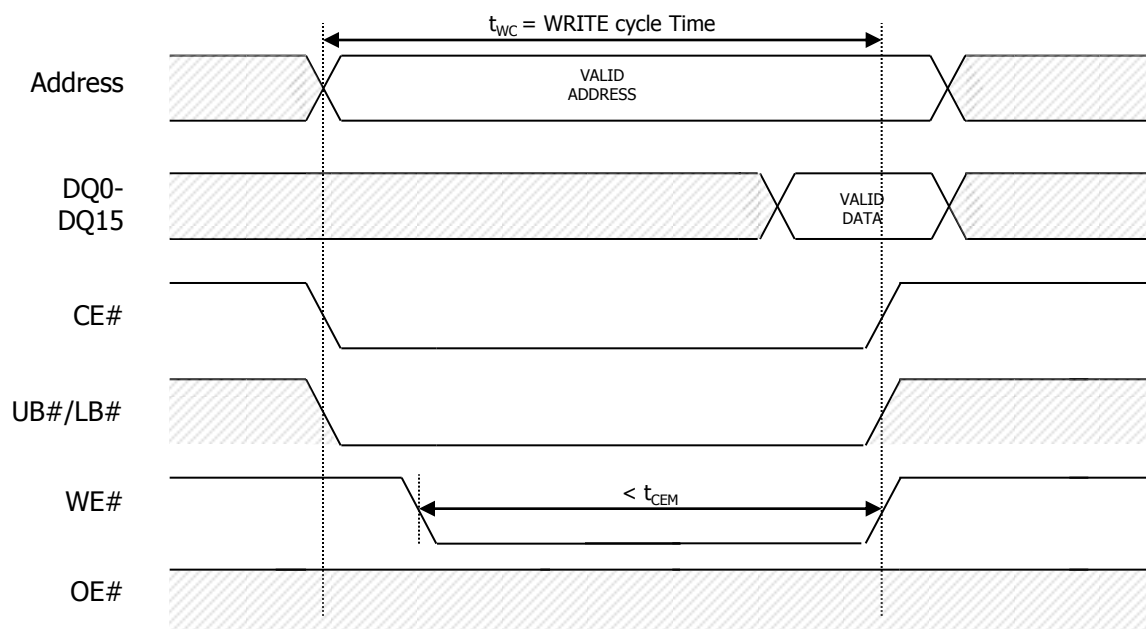 tWC = WRITE cycle Time
Address
VALID
ADDRESS
DQ0-
DQ15
VALID
DATA
CE#
UB#/LB#
WE#
< tCEM
OE#